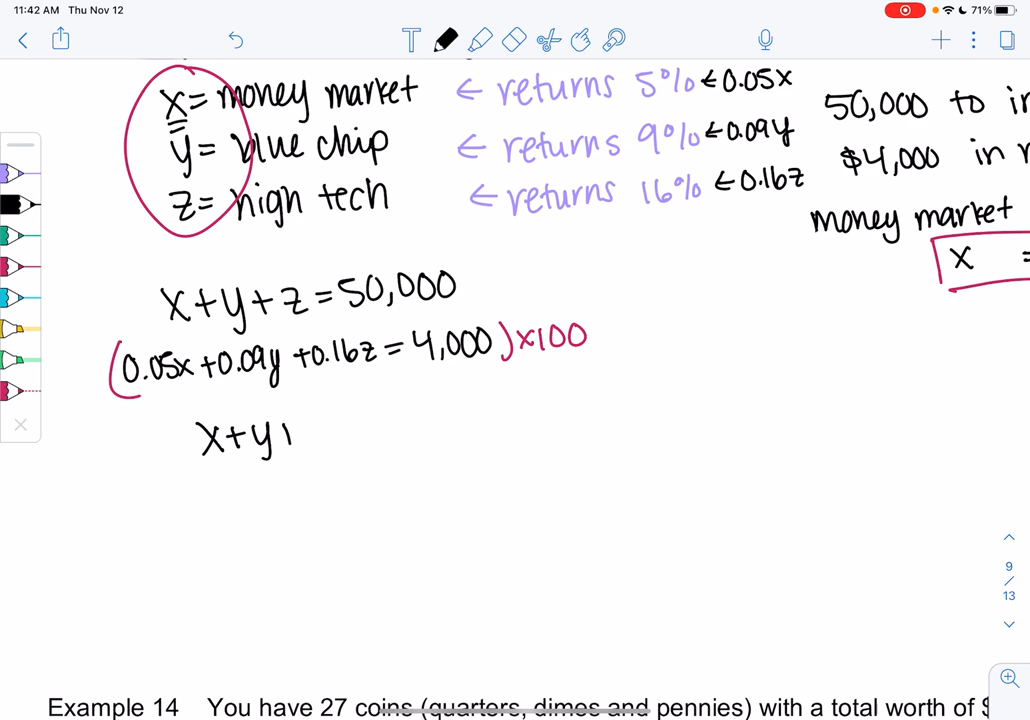 11:42 AM Thu Nov 12
71%
x = money market ← returns 5% ← 0.05x
y = blue chip ← returns 9% ← 0.09y
z = high tech ← returns 16% ← 0.16z
50,000 to
$4,000 in
money market
x =
x+y+z = 50,000
(0.05x + 0.09y + 0.16z = 4,000) x100
x+y
9
/
13
Example 14 You have 27 coins (quarters, dimes and pennies) with a total worth of